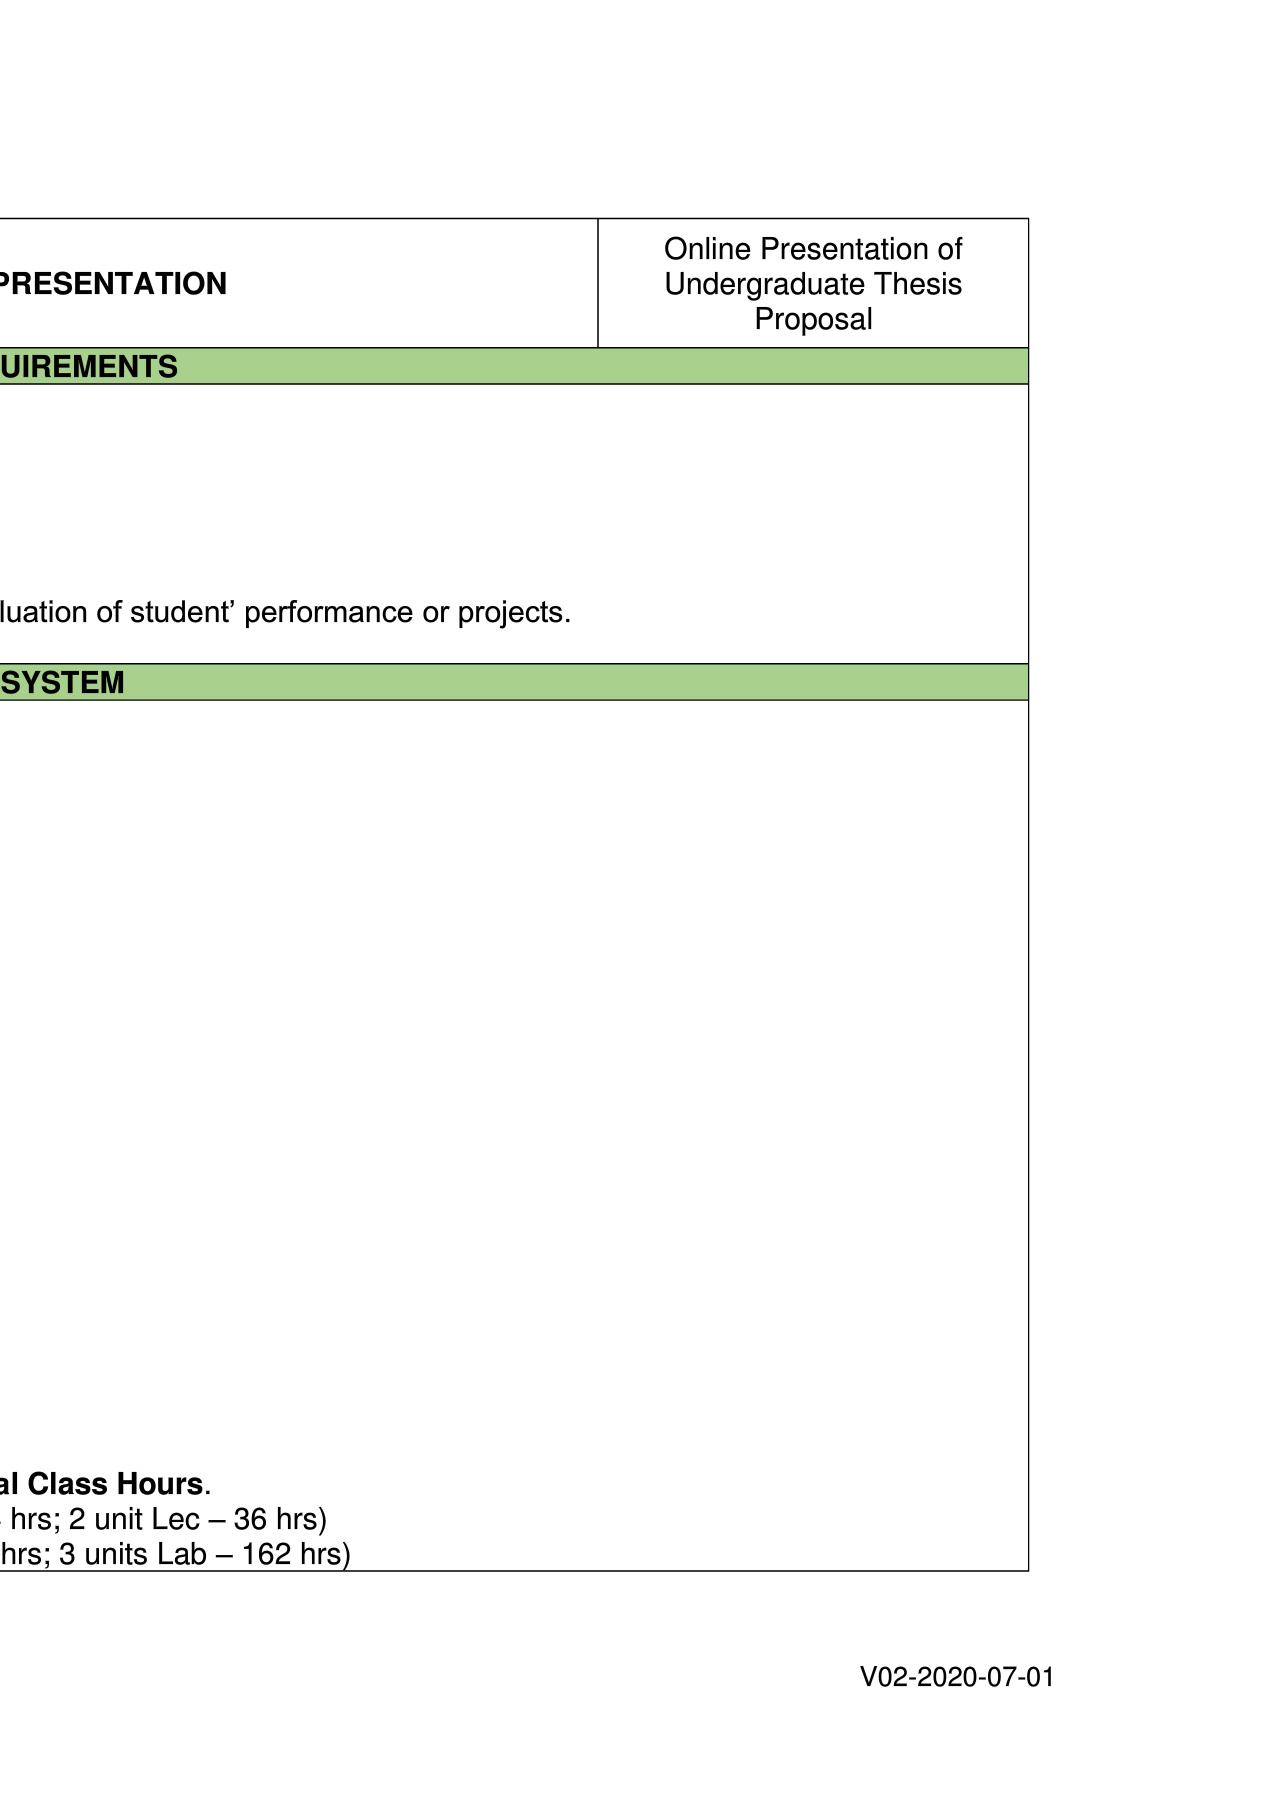 PRESENTATION
Online Presentation of
Undergraduate Thesis
Proposal
UIREMENTS
luation of student’ performance or projects.
SYSTEM
al Class Hours.
hrs; 2 unit Lec – 36 hrs)
hrs; 3 units Lab – 162 hrs)
V02-2020-07-01